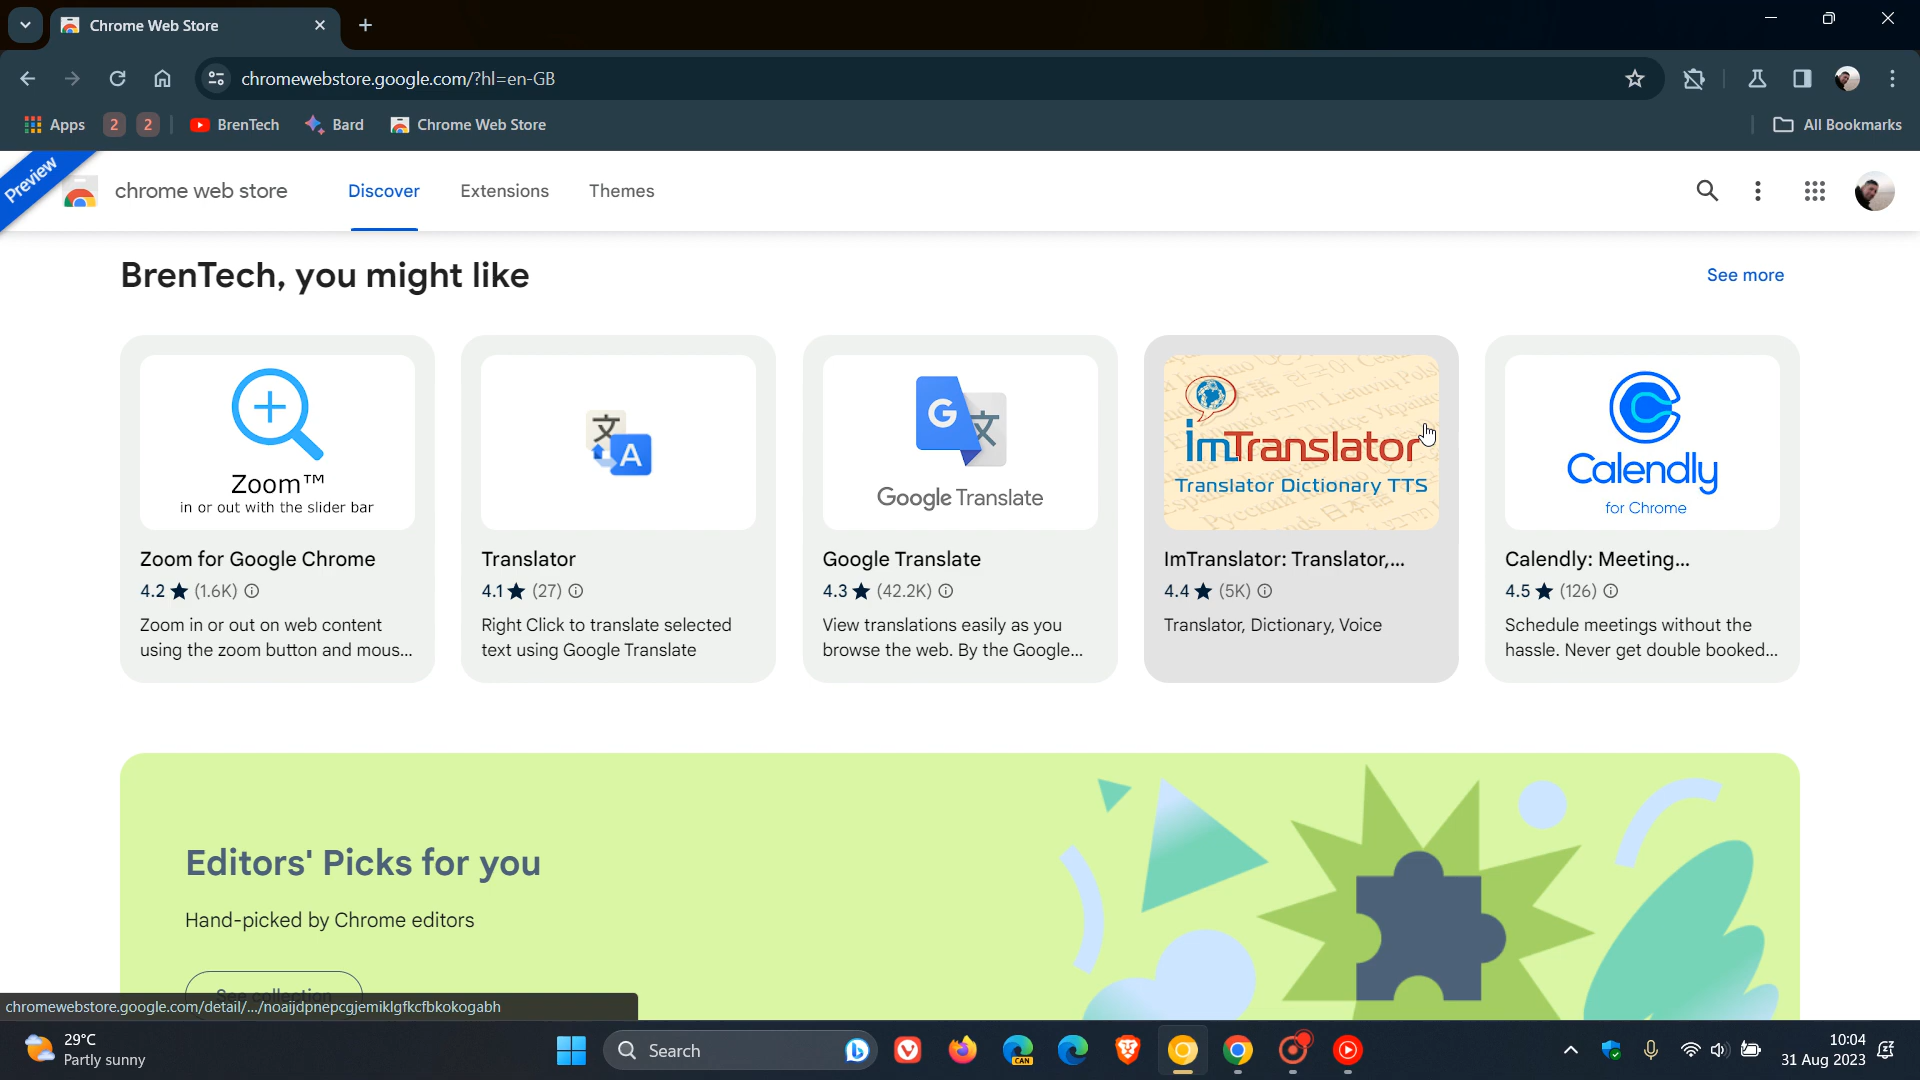 Chrome Web Store
chromewebstore.google.com/?hl=en-GB
Apps 2 2 BrenTech Bard Chrome Web Store All Bookmarks
Preview
chrome web store Discover Extensions Themes
BrenTech, you might like See more
Zoom™
in or out with the slider bar
Zoom for Google Chrome
4.2 ★ (1.6K)
Zoom in or out on web content
using the zoom button and mous...
文
A
Translator
4.1 ★ (27)
Right Click to translate selected
text using Google Translate
G 文
Google Translate
Google Translate
4.3 ★ (42.2K)
View translations easily as you
browse the web. By the Google...
ImTranslator
Translator Dictionary TTS
ImTranslator: Translator,...
4.4 ★ (5K)
Translator, Dictionary, Voice
Calendly
for Chrome
Calendly: Meeting...
4.5 ★ (126)
Schedule meetings without the
hassle. Never get double booked...
Editors' Picks for you
Hand-picked by Chrome editors
See collection
chromewebstore.google.com/detail/.../noaijdpnepcgjemiklgfkcfbkokogabh
29°C
Partly sunny
Search
CAN
10:04
31 Aug 2023